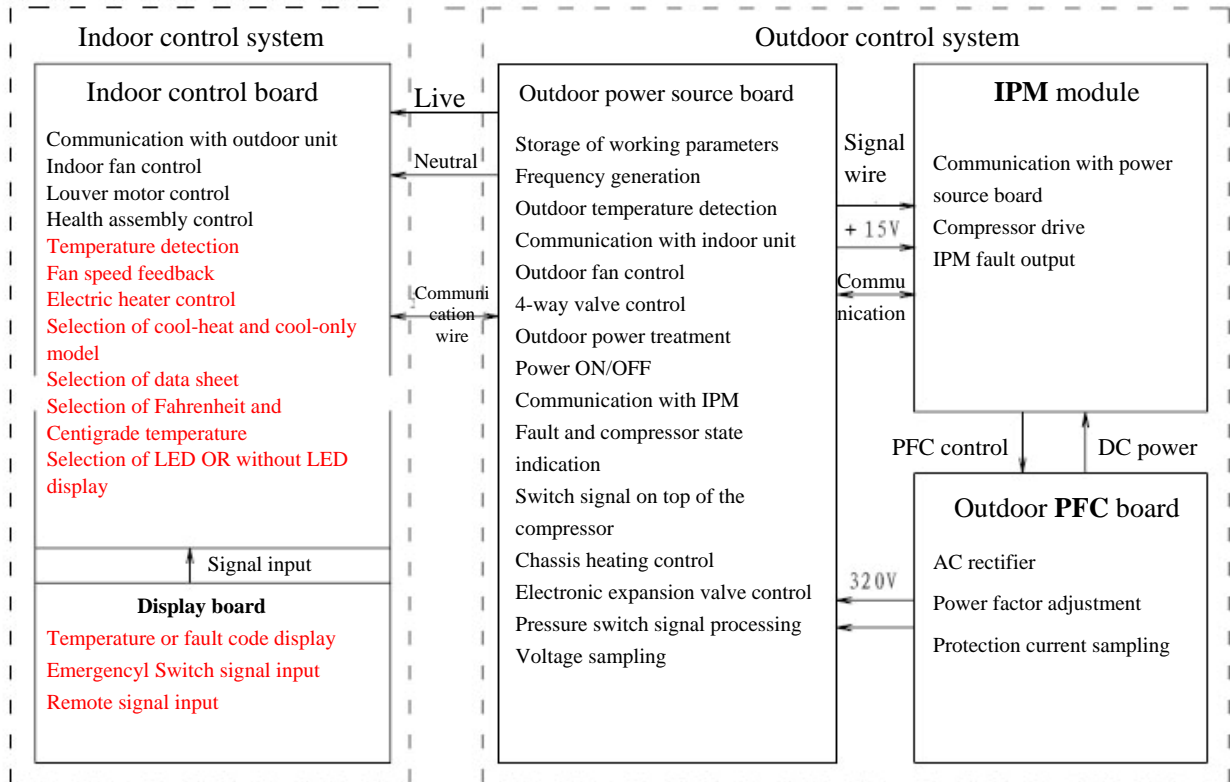 Indoor control system
Indoor control board
Communication with outdoor unit
Indoor fan control
Louver motor control
Health assembly control
Temperature detection
Fan speed feedback
Electric heater control
Selection of cool-heat and cool-only
model
Selection of data sheet
Selection of Fahrenheit and
Centigrade temperature
Selection of LED OR without LED
display
Signal input
Display board
Temperature or fault code display
Emergencyl Switch signal input
Remote signal input
Live
Neutral
Communi
cation
wire
Outdoor control system
Outdoor power source board
Storage of working parameters
Frequency generation
Outdoor temperature detection
Communication with indoor unit
Outdoor fan control
4-way valve control
Outdoor power treatment
Power ON/OFF
Communication with IPM
Fault and compressor state
indication
Switch signal on top of the
compressor
Chassis heating control
Electronic expansion valve control
Pressure switch signal processing
Voltage sampling
Signal
wire
+ 15V
Commu
nication
IPM module
Communication with power
source board
Compressor drive
IPM fault output
PFC control
DC power
Outdoor PFC board
AC rectifier
Power factor adjustment
Protection current sampling
320V